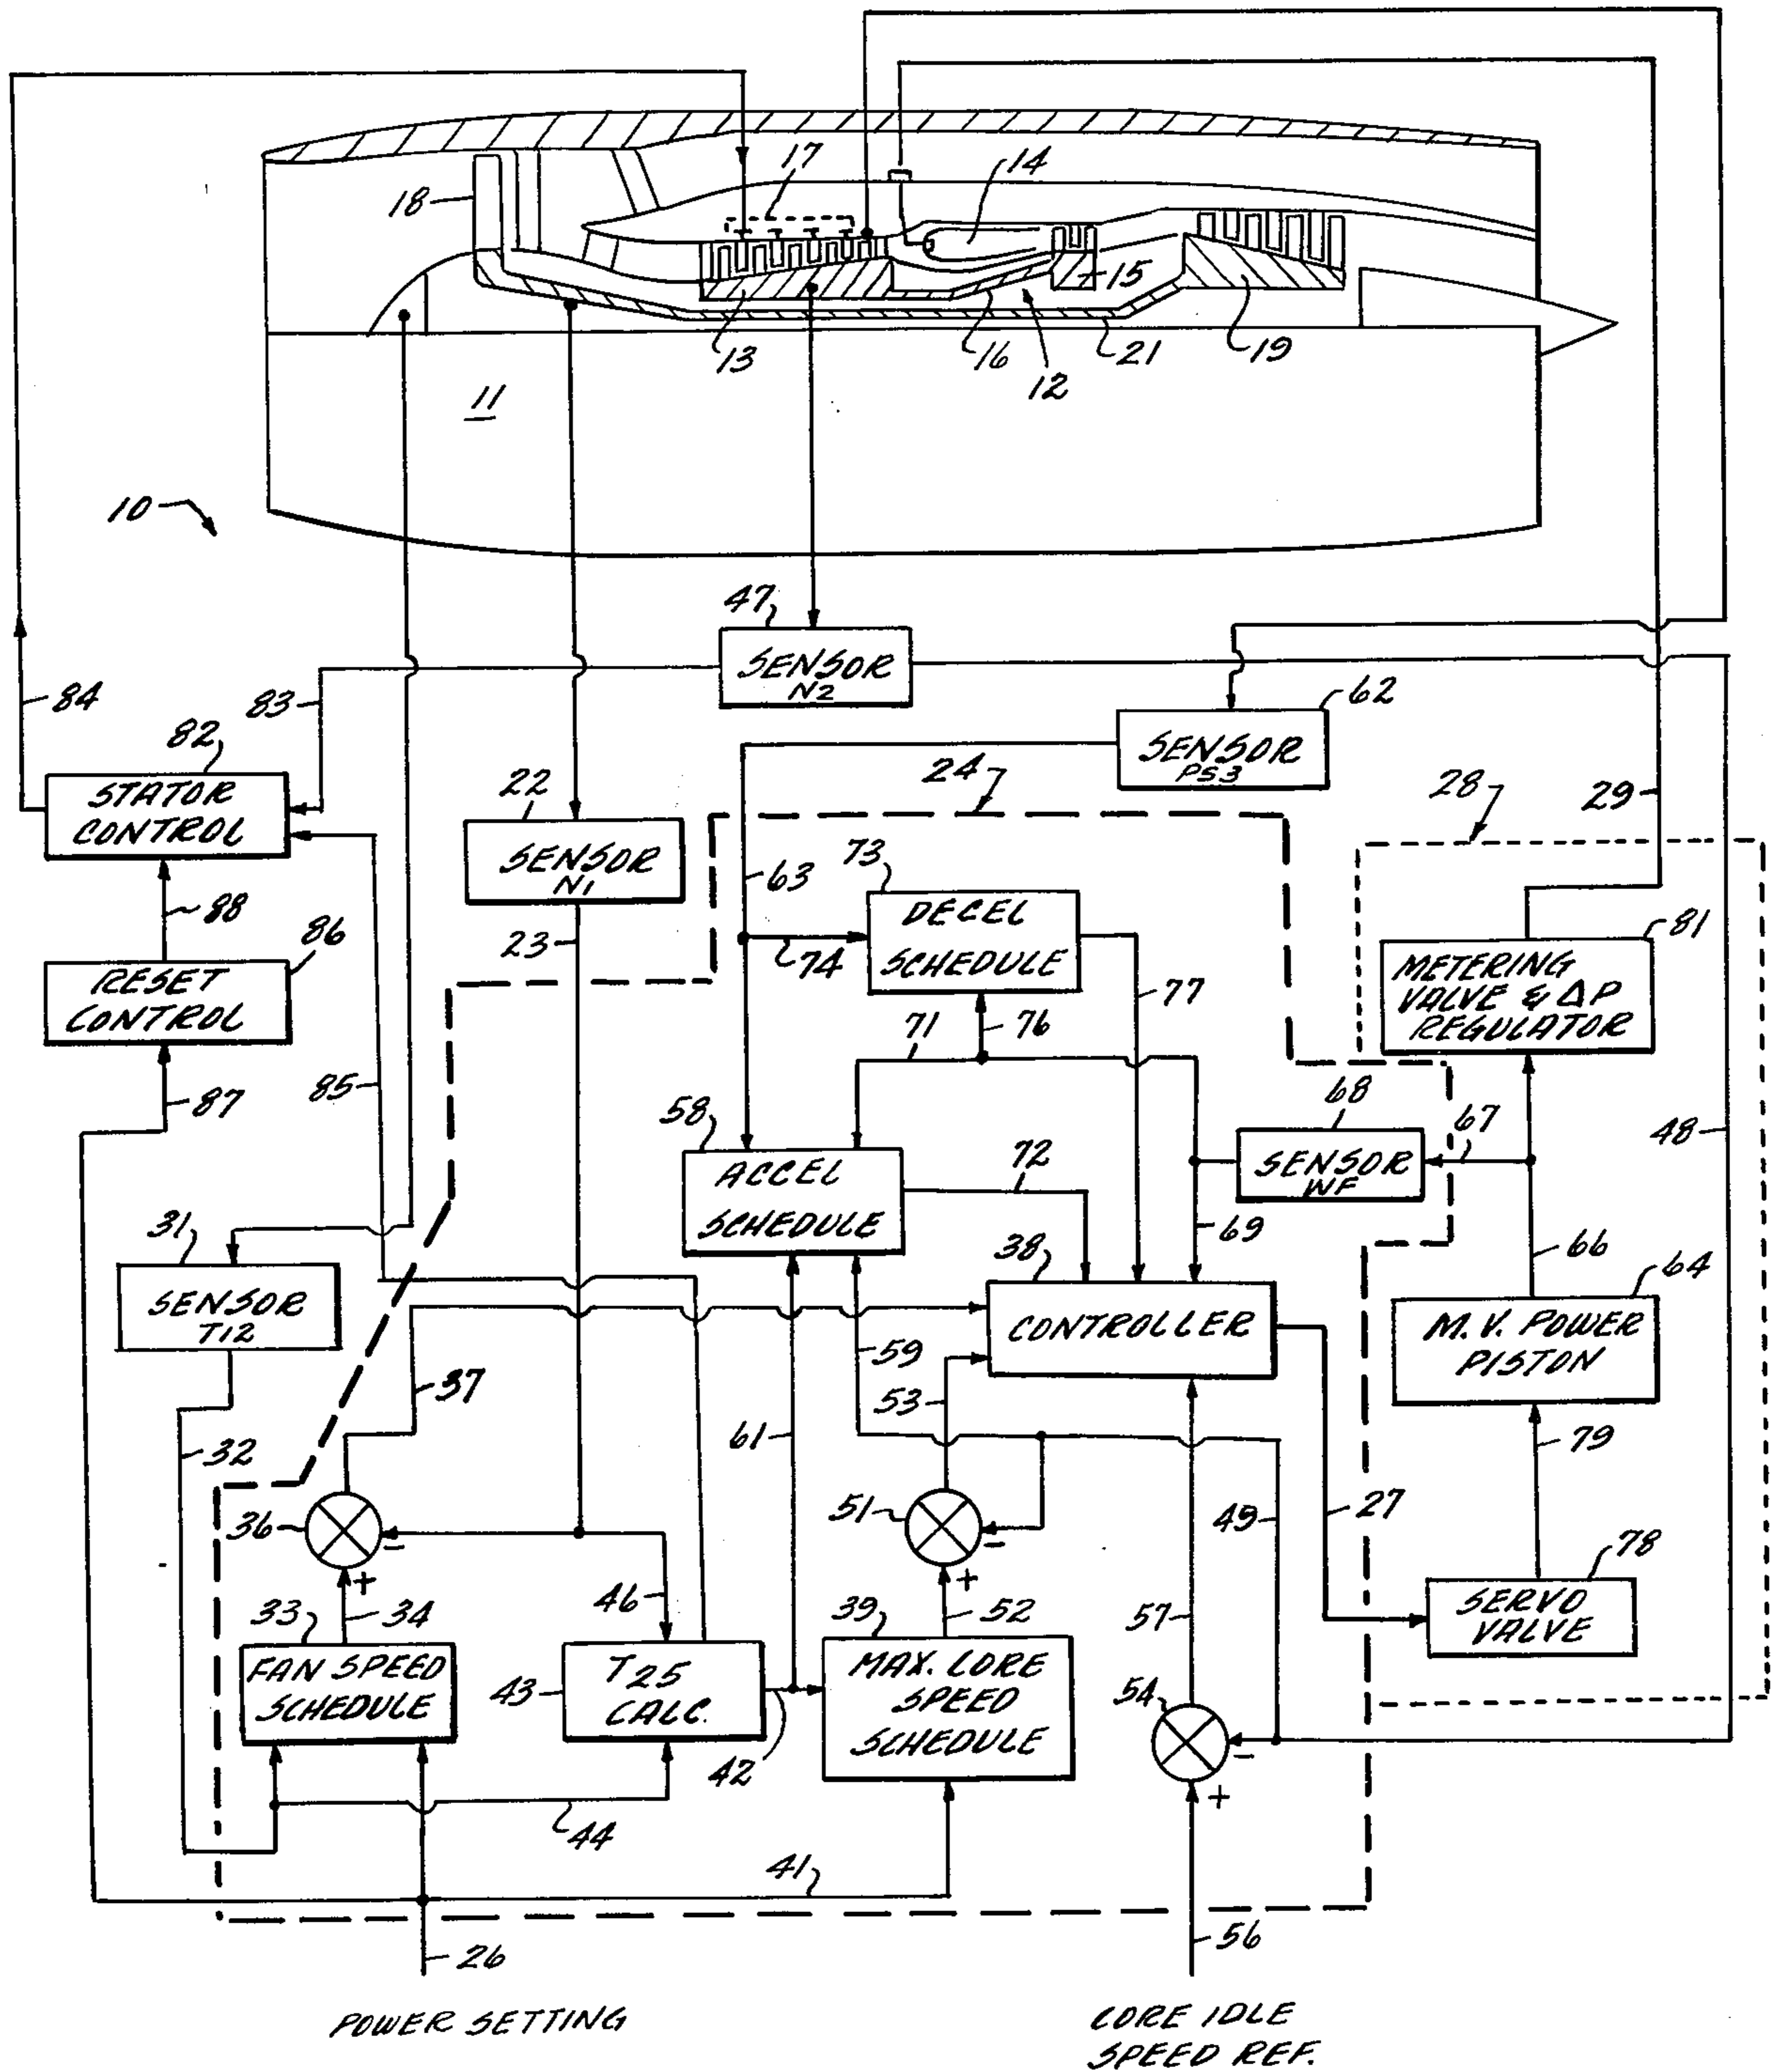 17
14
18
15
13
16
12
21
19
11
10
47
SENSOR
N2
84
83
62
SENSOR
PS3
82
STATOR
CONTROL
22
SENSOR
N1
24
28
29
63
73
DECEL
SCHEDULE
74
81
METERING
VALVE & ΔP
REGULATOR
88
86
RESET
CONTROL
23
77
71
76
85
87
58
ACCEL
SCHEDULE
72
68
SENSOR
WF
67
48
69
31
SENSOR
T12
38
CONTROLLER
66
64
M.V. POWER
PISTON
37
59
53
32
61
79
36
-
+
51
-
+
49
27
46
33
34
FAN SPEED
SCHEDULE
43
T25
CALC.
42
39
52
MAX. CORE
SPEED
SCHEDULE
57
54
-
+
78
SERVO
VALVE
44
41
26
56
POWER SETTING
CORE IDLE
SPEED REF.